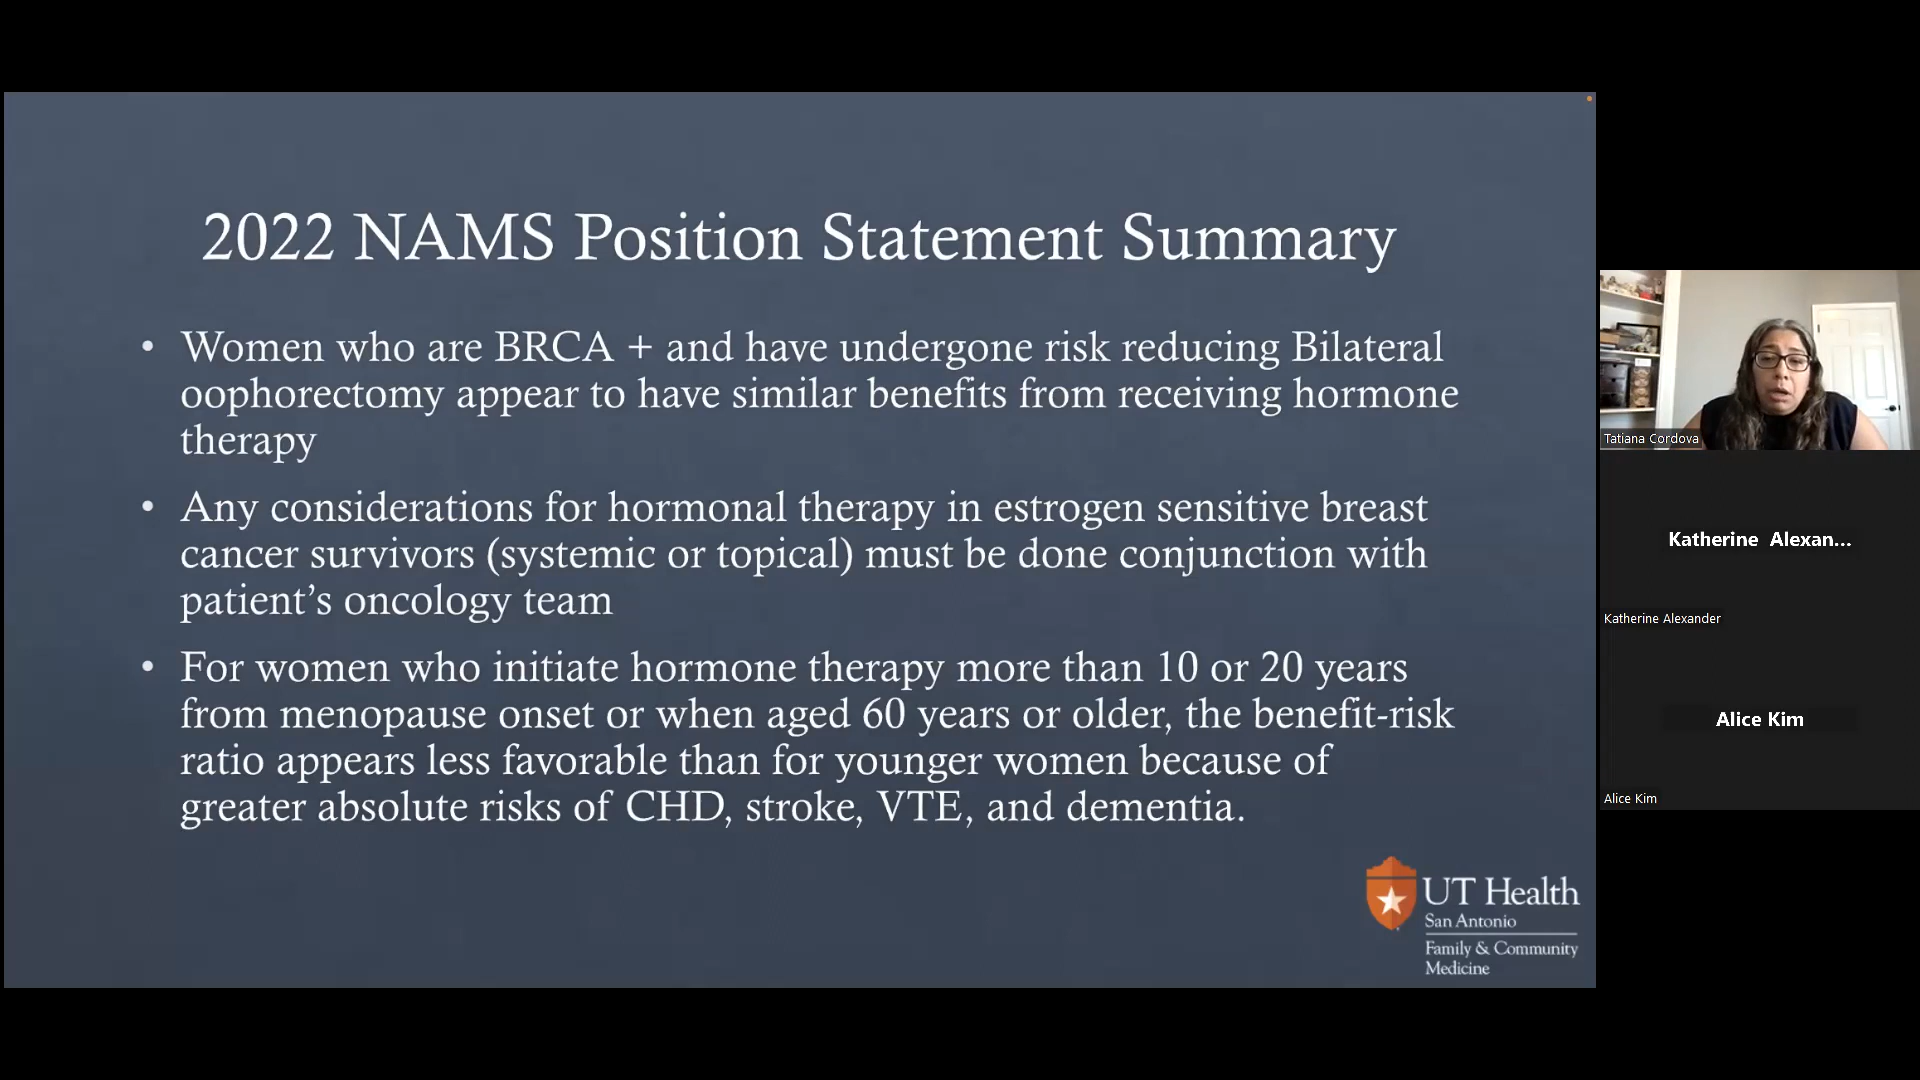 2022 NAMS Position Statement Summary
• Women who are BRCA + and have undergone risk reducing Bilateral
oophorectomy appear to have similar benefits from receiving hormone
therapy
• Any considerations for hormonal therapy in estrogen sensitive breast
cancer survivors (systemic or topical) must be done conjunction with
patient’s oncology team
• For women who initiate hormone therapy more than 10 or 20 years
from menopause onset or when aged 60 years or older, the benefit-risk
ratio appears less favorable than for younger women because of
greater absolute risks of CHD, stroke, VTE, and dementia.
UT Health
San Antonio
Family & Community
Medicine
Tatiana Cordova
Katherine Alexan...
Katherine Alexander
Alice Kim
Alice Kim